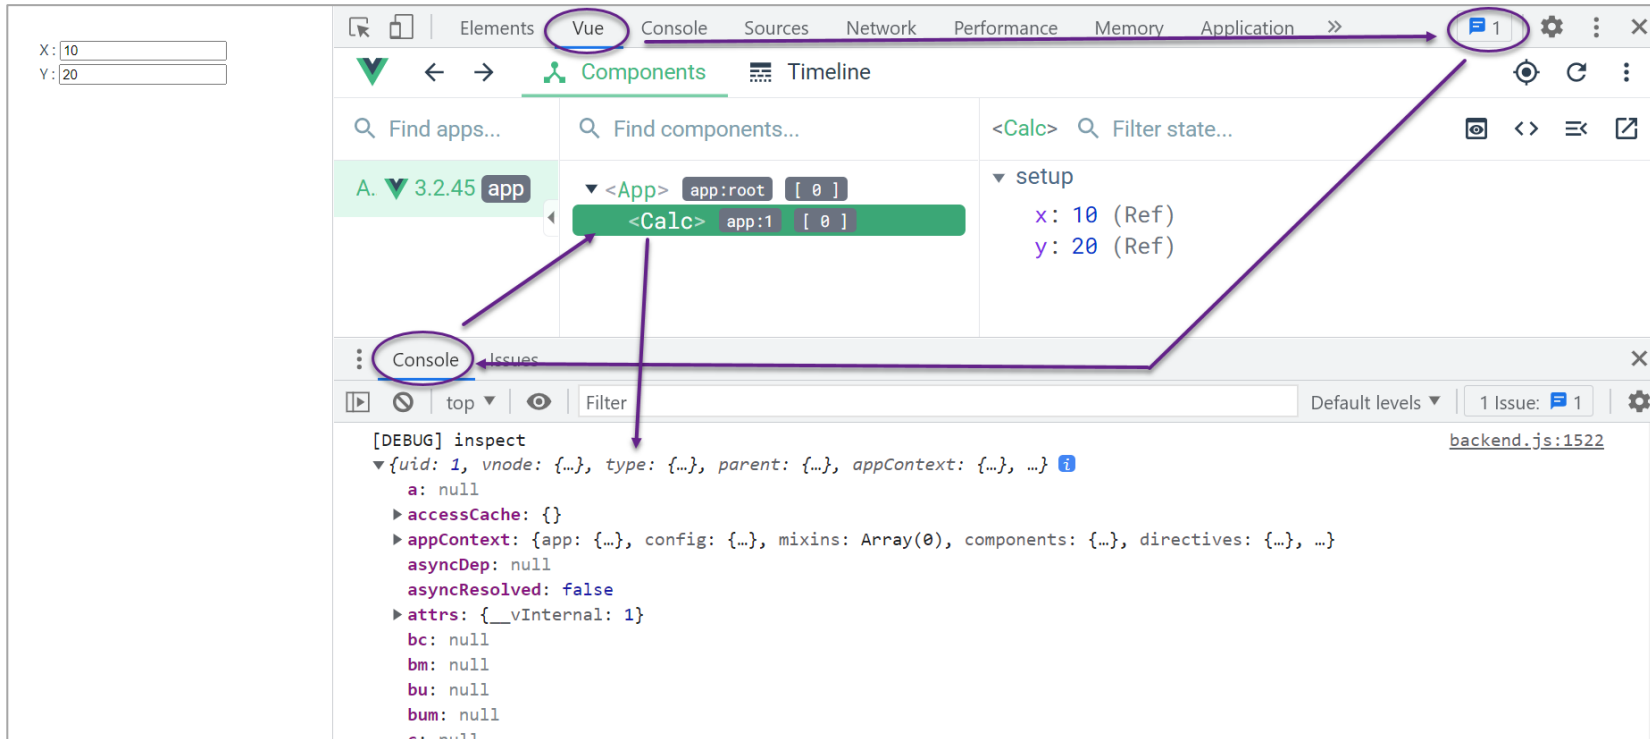 X : 10
Y : 20
Elements Vue Console Sources Network Performance Memory Application 1
Components Timeline
Find apps... Find components... <Calc> Filter state...
A. 3.2.45 app
<App> app:root [ 0 ]
<Calc> app:1 [ 0 ]
setup
x: 10 (Ref)
y: 20 (Ref)
Console Issues
top Filter Default levels 1 Issue: 1
[DEBUG] inspect backend.js:1522
{uid: 1, vnode: {…}, type: {…}, parent: {…}, appContext: {…}, …} i
a: null
accessCache: {}
appContext: {app: {…}, config: {…}, mixins: Array(0), components: {…}, directives: {…}, …}
asyncDep: null
asyncResolved: false
attrs: {__vInternal: 1}
bc: null
bm: null
bu: null
bum: null